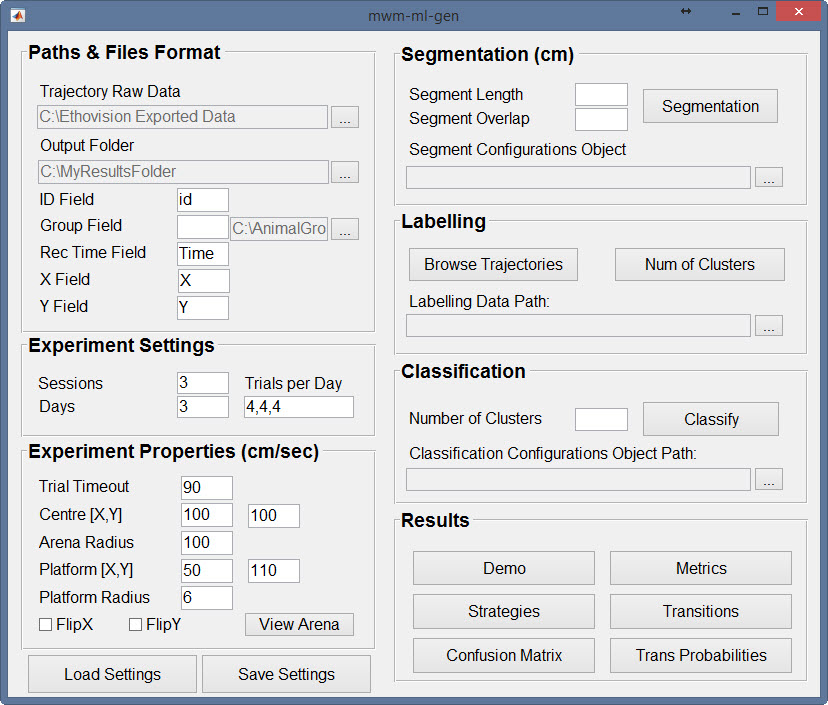 mwm-ml-gen
Paths & Files Format
Trajectory Raw Data
C:\Ethovision Exported Data ...
Output Folder
C:\MyResultsFolder ...
ID Field id
Group Field C:\AnimalGro ...
Rec Time Field Time
X Field X
Y Field Y
Experiment Settings
Sessions 3 Trials per Day
Days 3 4,4,4
Experiment Properties (cm/sec)
Trial Timeout 90
Centre [X,Y] 100 100
Arena Radius 100
Platform [X,Y] 50 110
Platform Radius 6
FlipX FlipY View Arena
Load Settings Save Settings
Segmentation (cm)
Segment Length
Segmentation
Segment Overlap
Segment Configurations Object
...
Labelling
Browse Trajectories Num of Clusters
Labelling Data Path:
...
Classification
Number of Clusters Classify
Classification Configurations Object Path:
...
Results
Demo Metrics
Strategies Transitions
Confusion Matrix Trans Probabilities